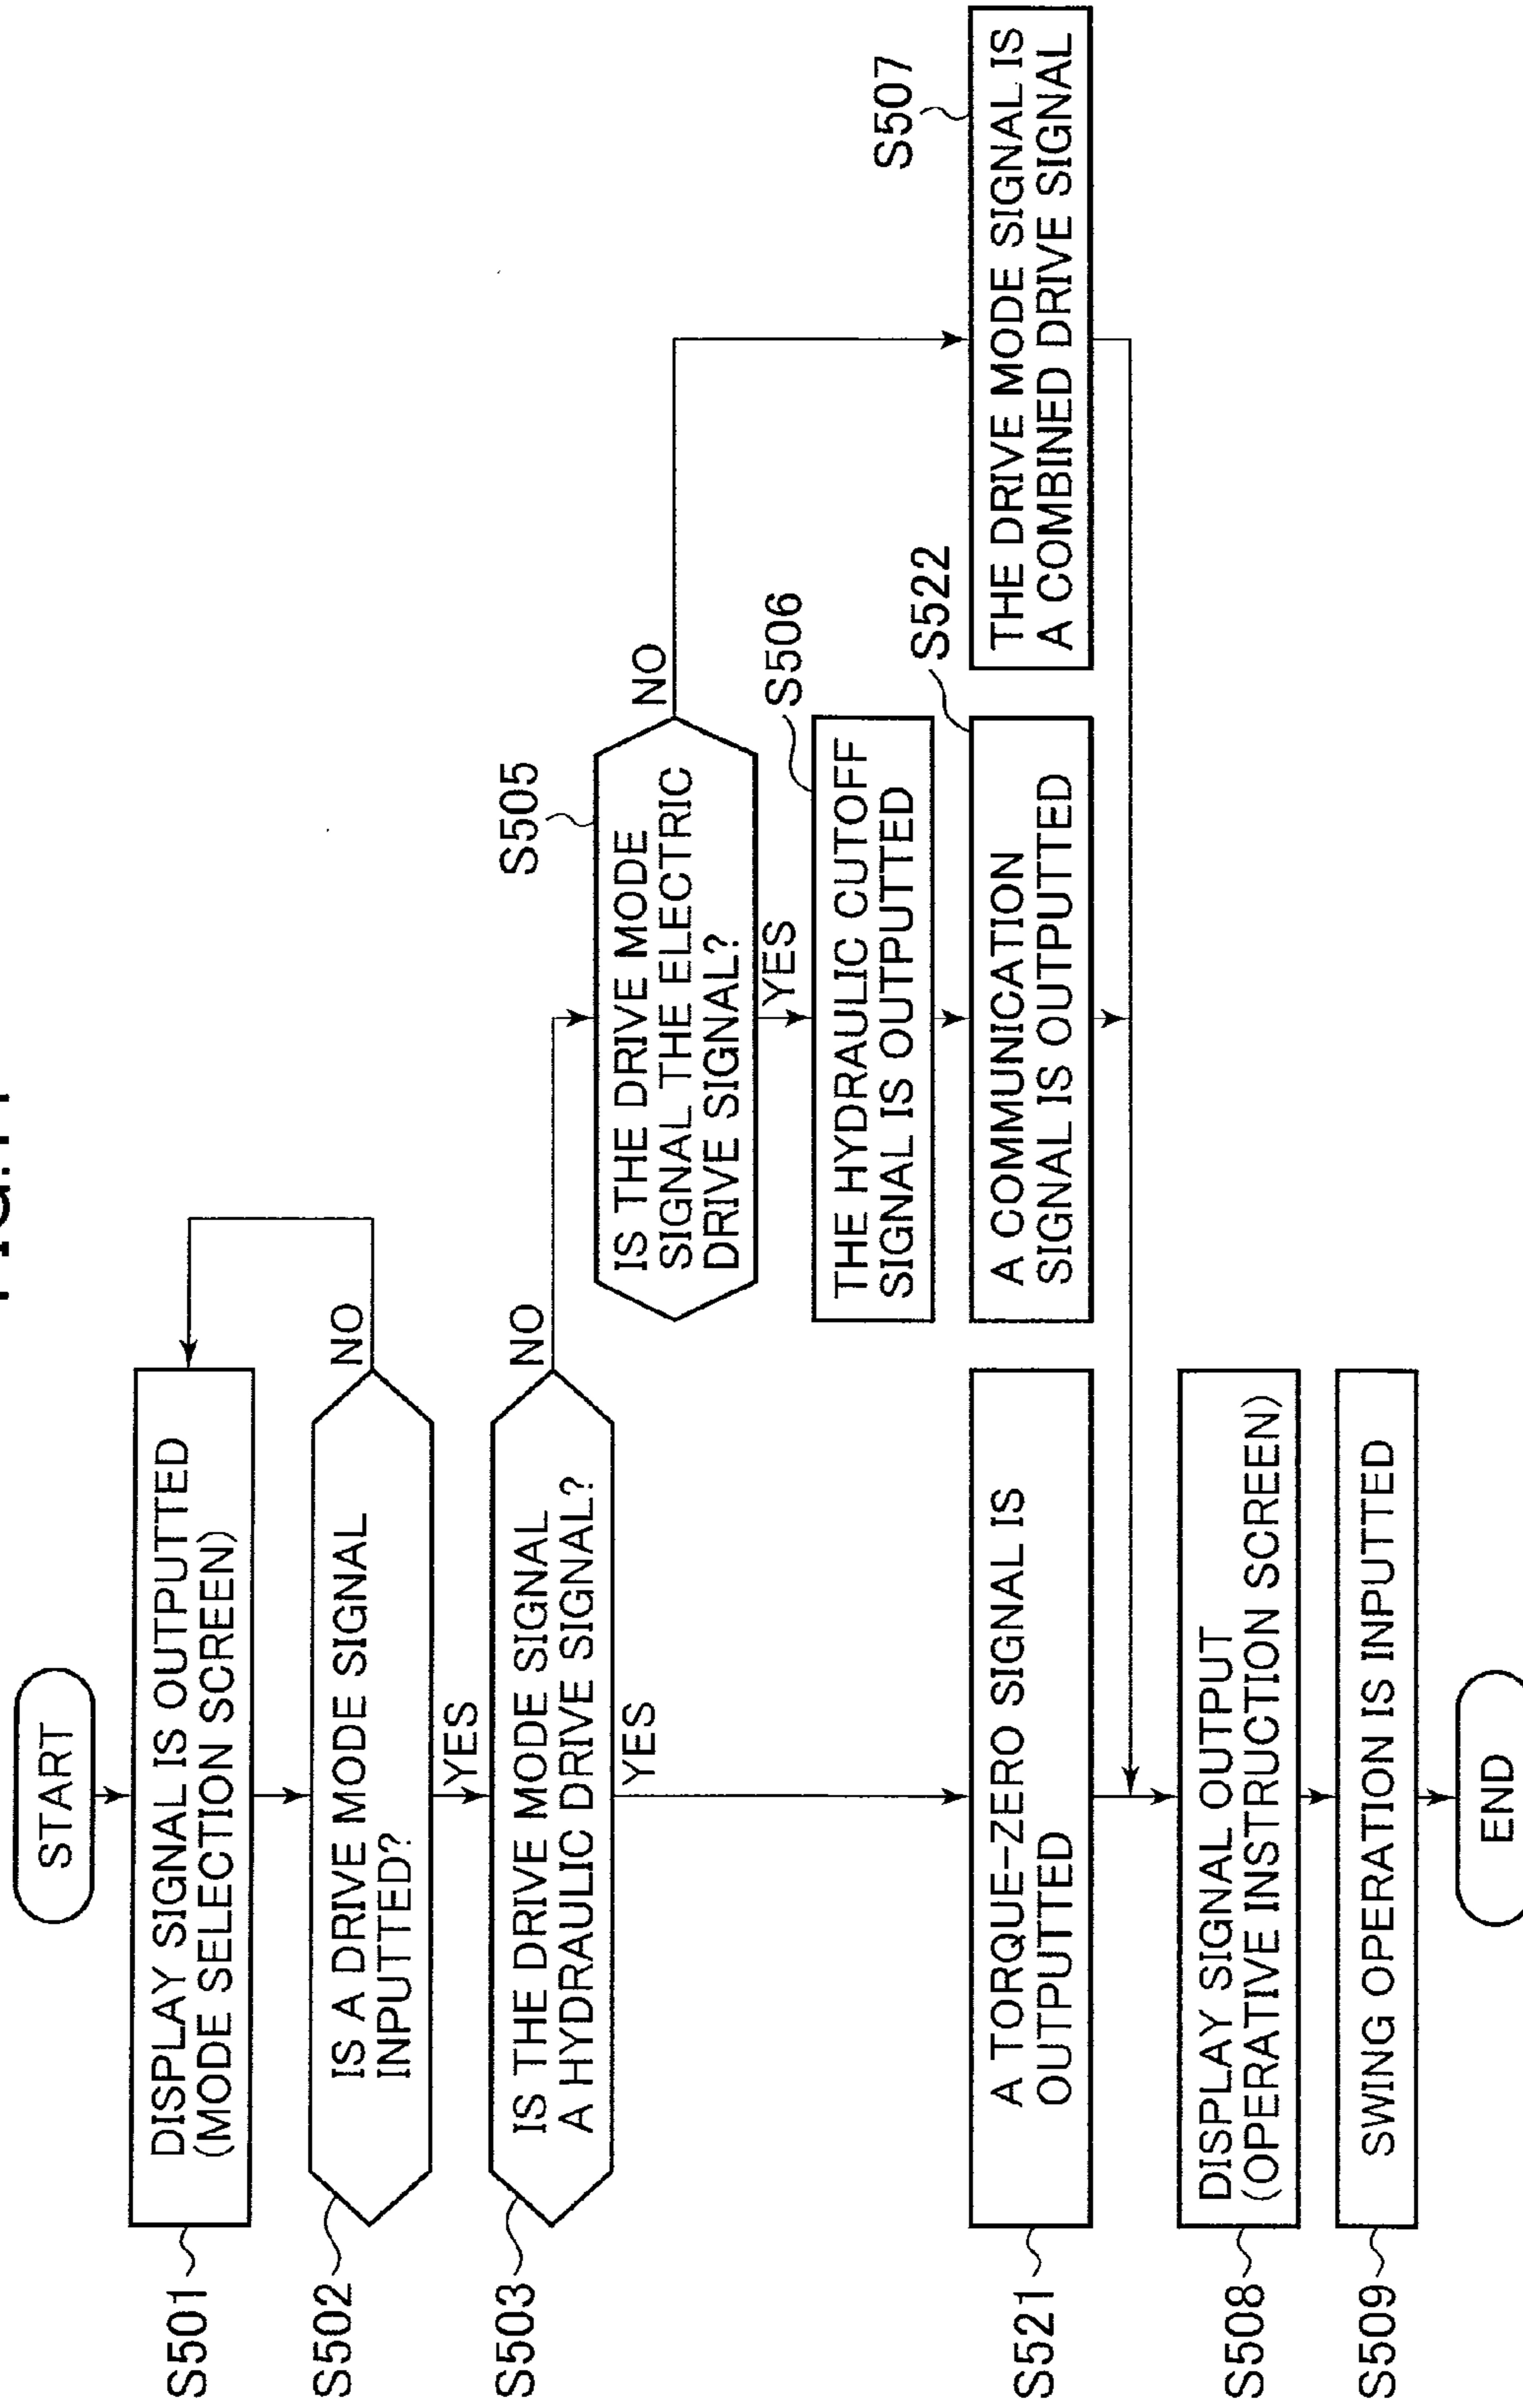 START
S501
DISPLAY SIGNAL IS OUTPUTTED
(MODE SELECTION SCREEN)
S502
IS A DRIVE MODE SIGNAL
INPUTTED?
NO
YES
S503
IS THE DRIVE MODE SIGNAL
A HYDRAULIC DRIVE SIGNAL?
NO
YES
S505
IS THE DRIVE MODE
SIGNAL THE ELECTRIC
DRIVE SIGNAL?
NO
YES
S506
THE HYDRAULIC CUTOFF
SIGNAL IS OUTPUTTED
S521
A TORQUE-ZERO SIGNAL IS
OUTPUTTED
S522
A COMMUNICATION
SIGNAL IS OUTPUTTED
S507
THE DRIVE MODE SIGNAL IS
A COMBINED DRIVE SIGNAL
S508
DISPLAY SIGNAL OUTPUT
(OPERATIVE INSTRUCTION SCREEN)
S509
SWING OPERATION IS INPUTTED
END